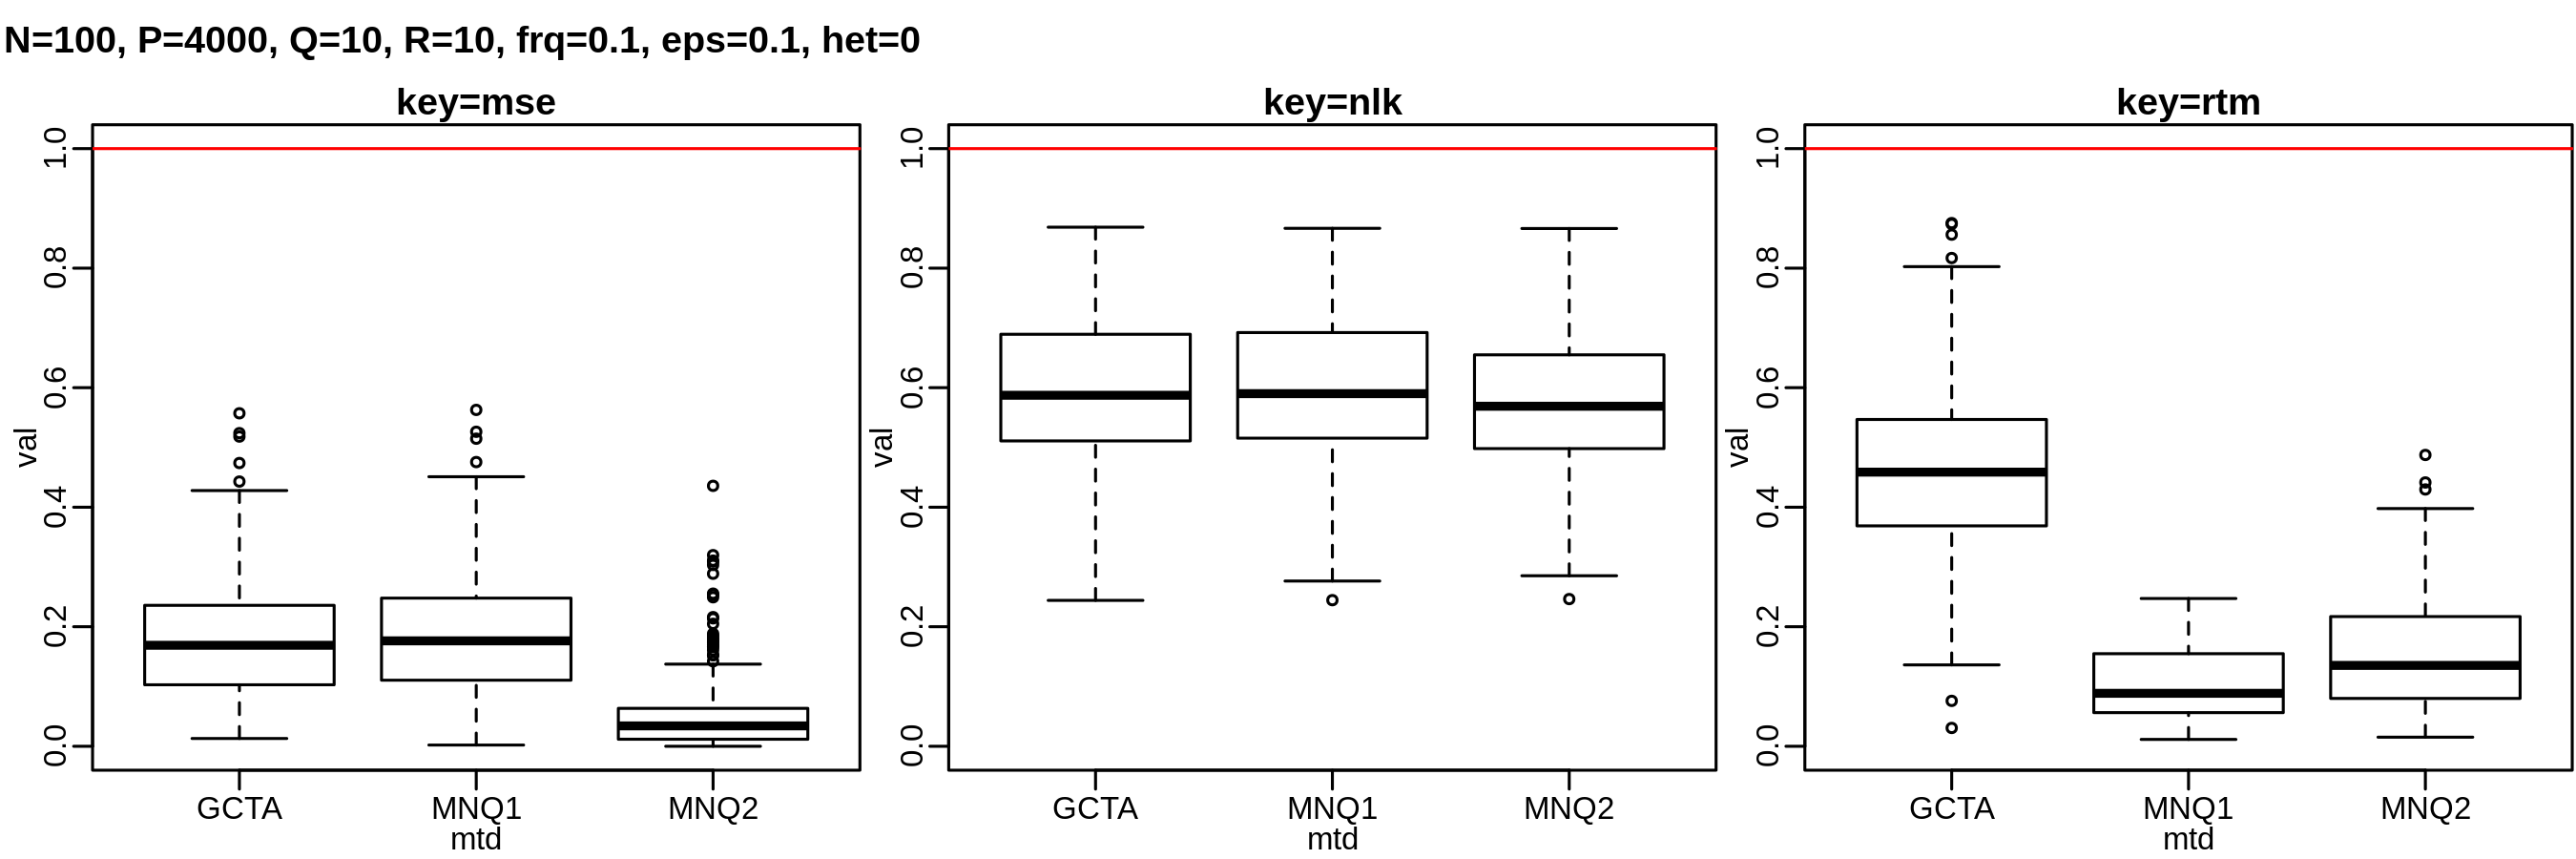 N=100, P=4000, Q=10, R=10, frq=0.1, eps=0.1, het=0
key=mse
val
1.0
0.8
0.6
0.4
0.2
0.0
GCTA MNQ1 MNQ2
mtd
key=nlk
val
1.0
0.8
0.6
0.4
0.2
0.0
GCTA MNQ1 MNQ2
mtd
key=rtm
val
1.0
0.8
0.6
0.4
0.2
0.0
GCTA MNQ1 MNQ2
mtd